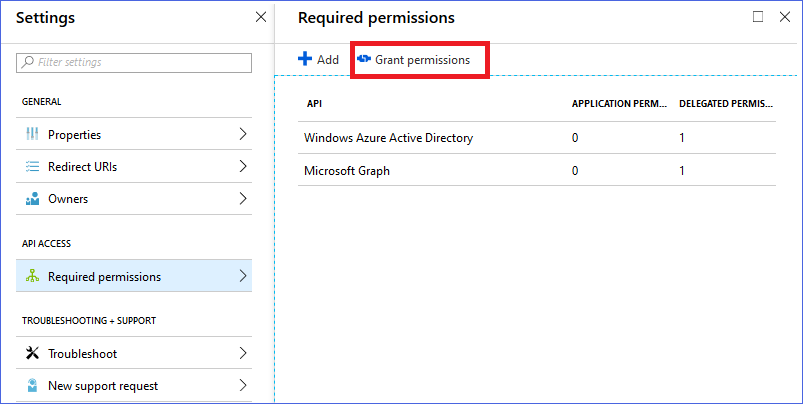 Settings
Filter settings
GENERAL
Properties
Redirect URIs
Owners
API ACCESS
Required permissions
TROUBLESHOOTING + SUPPORT
Troubleshoot
New support request
Required permissions
Add
Grant permissions
API APPLICATION PERM... DELEGATED PERMIS...
Windows Azure Active Directory 0 1
Microsoft Graph 0 1